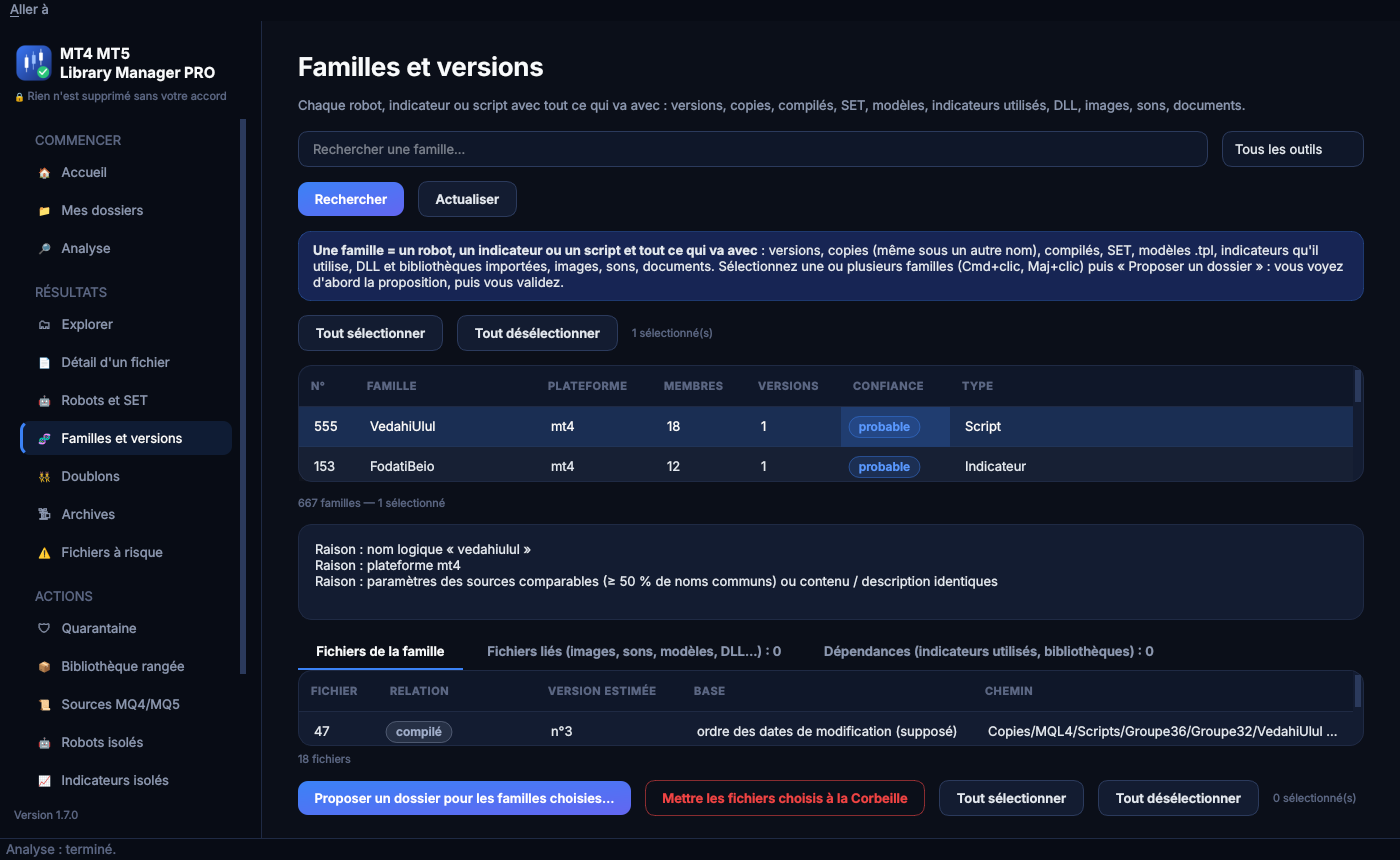 Aller à
MT4 MT5
Library Manager PRO
Rien n'est supprimé sans votre accord
COMMENCER
Accueil
Mes dossiers
Analyse
RÉSULTATS
Explorer
Détail d'un fichier
Robots et SET
Familles et versions
Doublons
Archives
Fichiers à risque
ACTIONS
Quarantaine
Bibliothèque rangée
Sources MQ4/MQ5
Robots isolés
Indicateurs isolés
Version 1.7.0
Analyse : terminé.
Familles et versions
Chaque robot, indicateur ou script avec tout ce qui va avec : versions, copies, compilés, SET, modèles, indicateurs utilisés, DLL, images, sons, documents.
Rechercher une famille...
Tous les outils
Rechercher
Actualiser
Une famille = un robot, un indicateur ou un script et tout ce qui va avec : versions, copies (même sous un autre nom), compilés, SET, modèles .tpl, indicateurs qu'il
utilise, DLL et bibliothèques importées, images, sons, documents. Sélectionnez une ou plusieurs familles (Cmd+clic, Maj+clic) puis « Proposer un dossier » : vous voyez
d'abord la proposition, puis vous validez.
Tout sélectionner
Tout désélectionner
1 sélectionné(s)
N° FAMILLE PLATEFORME MEMBRES VERSIONS CONFIANCE TYPE
555 VedahiUlul mt4 18 1 probable Script
153 FodatiBeio mt4 12 1 probable Indicateur
667 familles — 1 sélectionné
Raison : nom logique « vedahiulul »
Raison : plateforme mt4
Raison : paramètres des sources comparables (≥ 50 % de noms communs) ou contenu / description identiques
Fichiers de la famille
Fichiers liés (images, sons, modèles, DLL...) : 0
Dépendances (indicateurs utilisés, bibliothèques) : 0
FICHIER RELATION VERSION ESTIMÉE BASE CHEMIN
47 compilé n°3 ordre des dates de modification (supposé) Copies/MQL4/Scripts/Groupe36/Groupe32/VedahiUlul ...
18 fichiers
Proposer un dossier pour les familles choisies...
Mettre les fichiers choisis à la Corbeille
Tout sélectionner
Tout désélectionner
0 sélectionné(s)